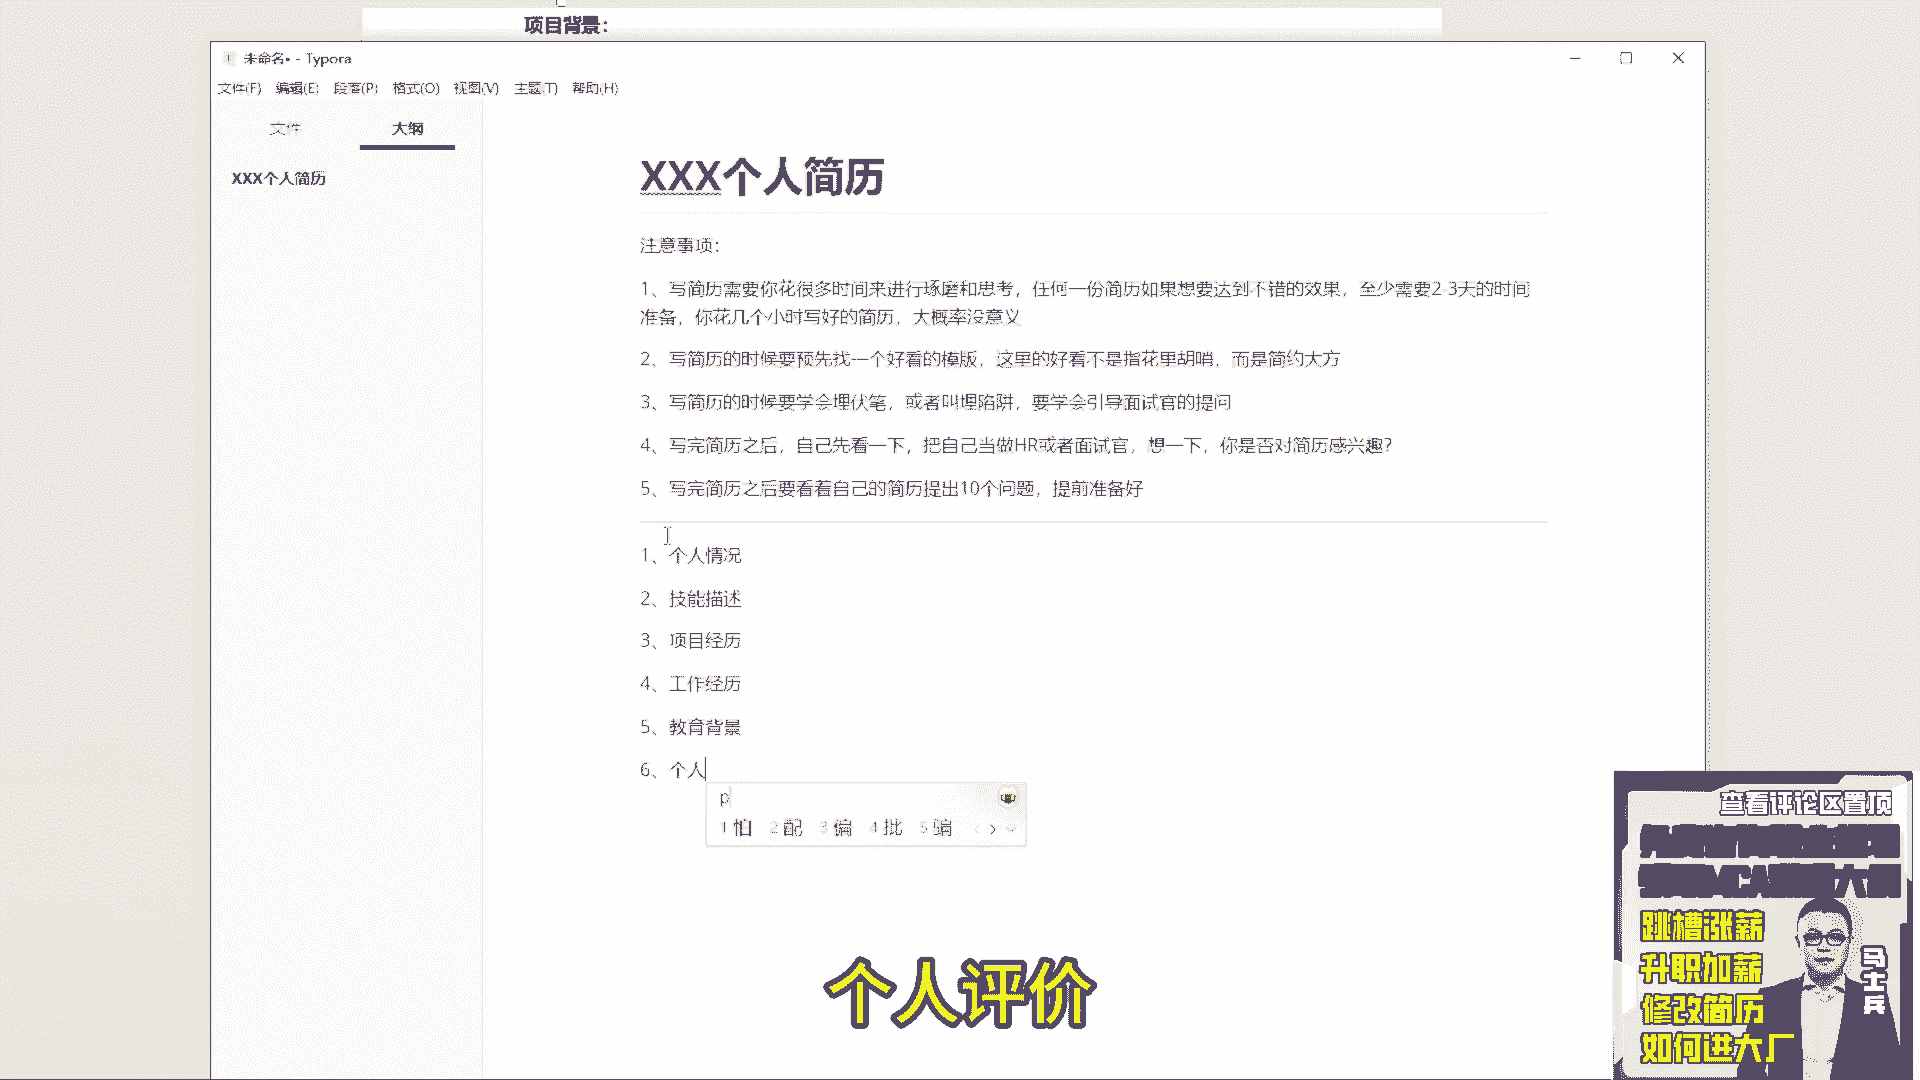 项目背景：
未命名• - Typora
文件(F) 编辑(E) 段落(P) 格式(O) 视图(V) 主题(T) 帮助(H)
文件 大纲
XXX个人简历
XXX个人简历
注意事项：
1、写简历需要你花很多时间来进行琢磨和思考，任何一份简历如果想要达到不错的效果，至少需要2-3天的时间
准备，你花几个小时写好的简历，大概率没意义
2、写简历的时候要预先找一个好看的模版，这里的好看不是指花里胡哨，而是简约大方
3、写简历的时候要学会埋伏笔，或者叫埋陷阱，要学会引导面试官的提问
4、写完简历之后，自己先看一下，把自己当做HR或者面试官，想一下，你是否对简历感兴趣？
5、写完简历之后要看着自己的简历提出10个问题，提前准备好
1、个人情况
2、技能描述
3、项目经历
4、工作经历
5、教育背景
6、个人
p
1 怕 2 配 3 偏 4 批 5 骗
个人评价
查看评论区置顶
跳槽涨薪
升职加薪
修改简历
如何进大厂
马士兵